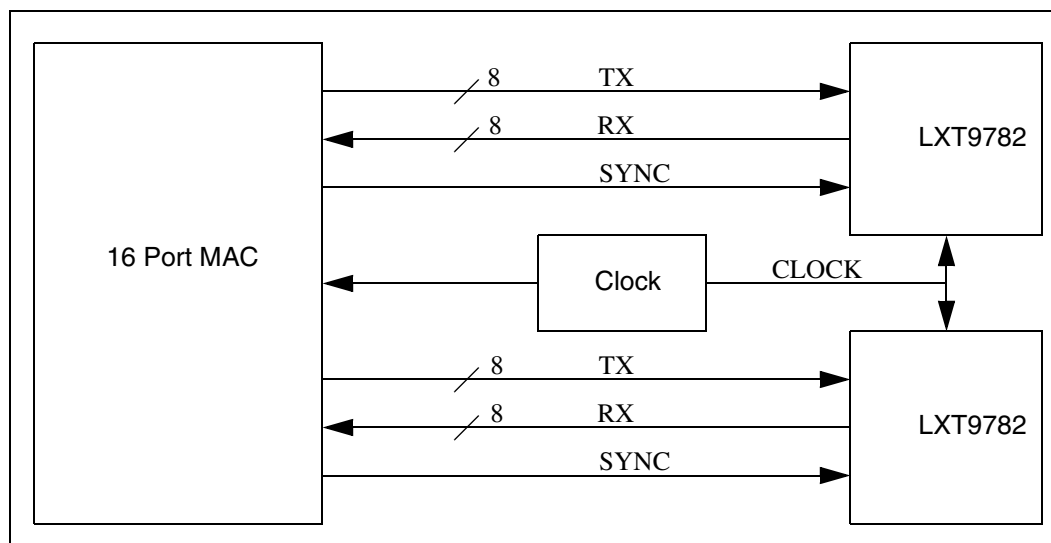 8 TX
8 RX
LXT9782
SYNC
16 Port MAC
Clock
CLOCK
8 TX
8 RX
LXT9782
SYNC